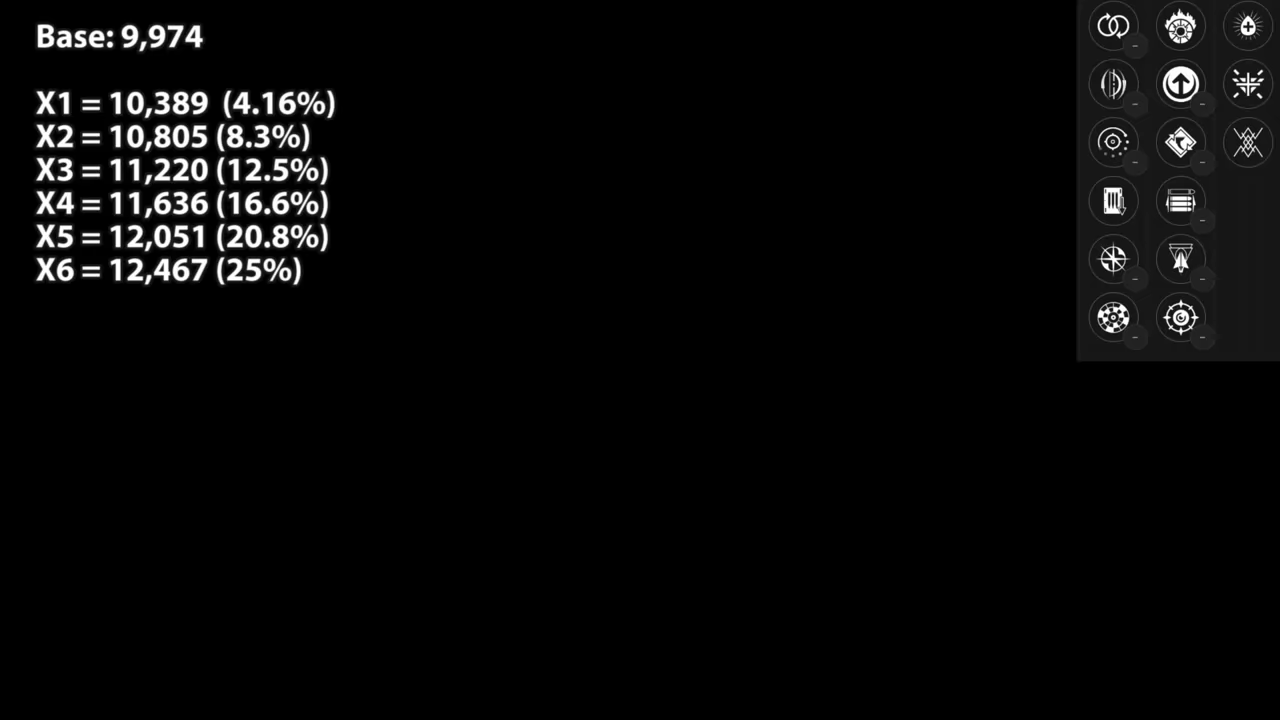 Base: 9,974
X1 = 10,389 (4.16%)
X2 = 10,805 (8.3%)
X3 = 11,220 (12.5%)
X4 = 11,636 (16.6%)
X5 = 12,051 (20.8%)
X6 = 12,467 (25%)